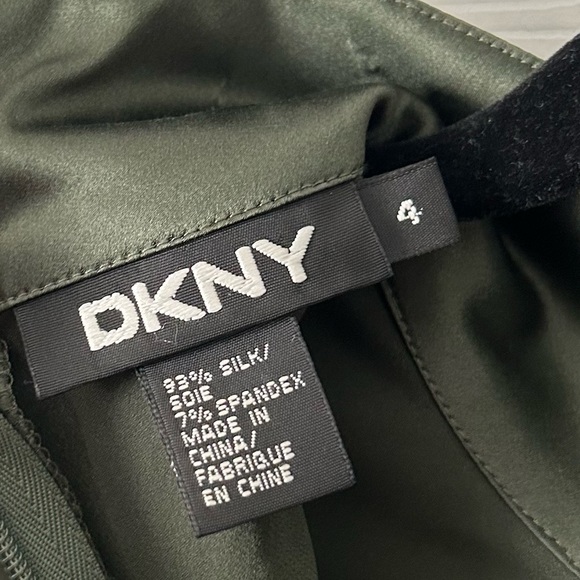 DKNY
4
93% SILK/
SOIE
7% SPANDEX
MADE IN
CHINA/
FABRIQUE
EN CHINE